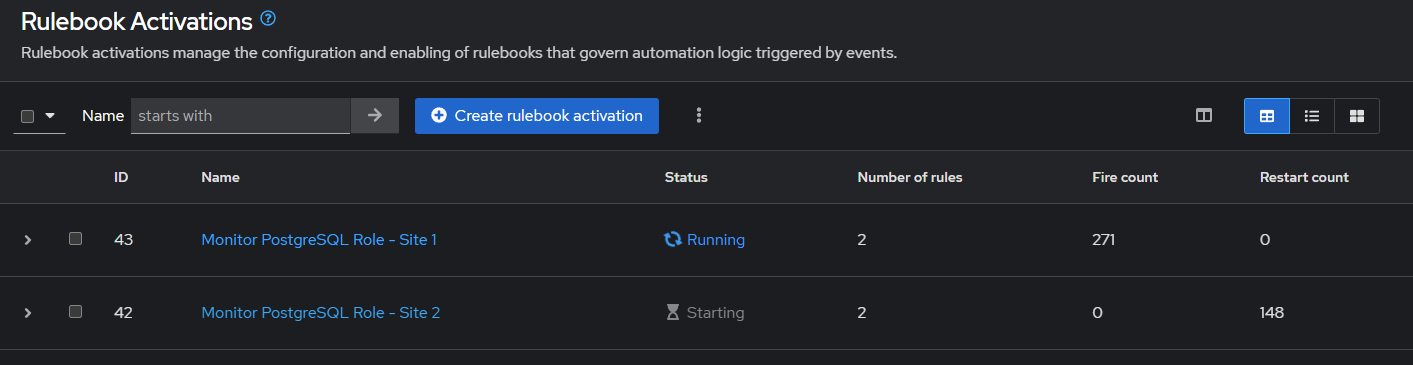 Rulebook Activations
Rulebook activations manage the configuration and enabling of rulebooks that govern automation logic triggered by events.
Name starts with Create rulebook activation
ID Name Status Number of rules Fire count Restart count
43 Monitor PostgreSQL Role - Site 1 Running 2 271 0
42 Monitor PostgreSQL Role - Site 2 Starting 2 0 148